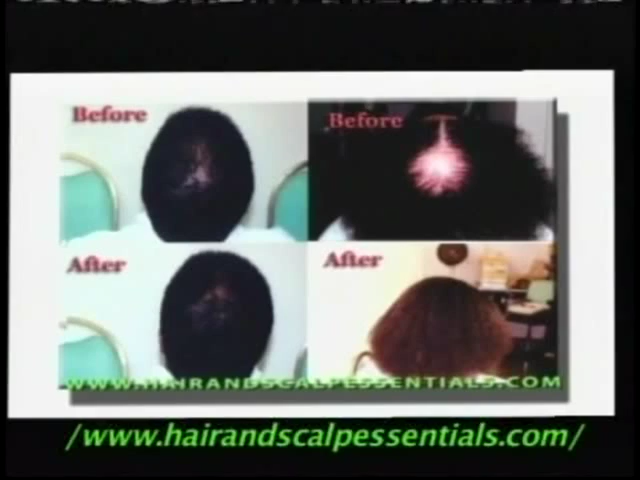 Before
Before
After
After
WWW.HAIRANDSCALPESSENTIALS.COM
/www.hairandscalpessentials.com/